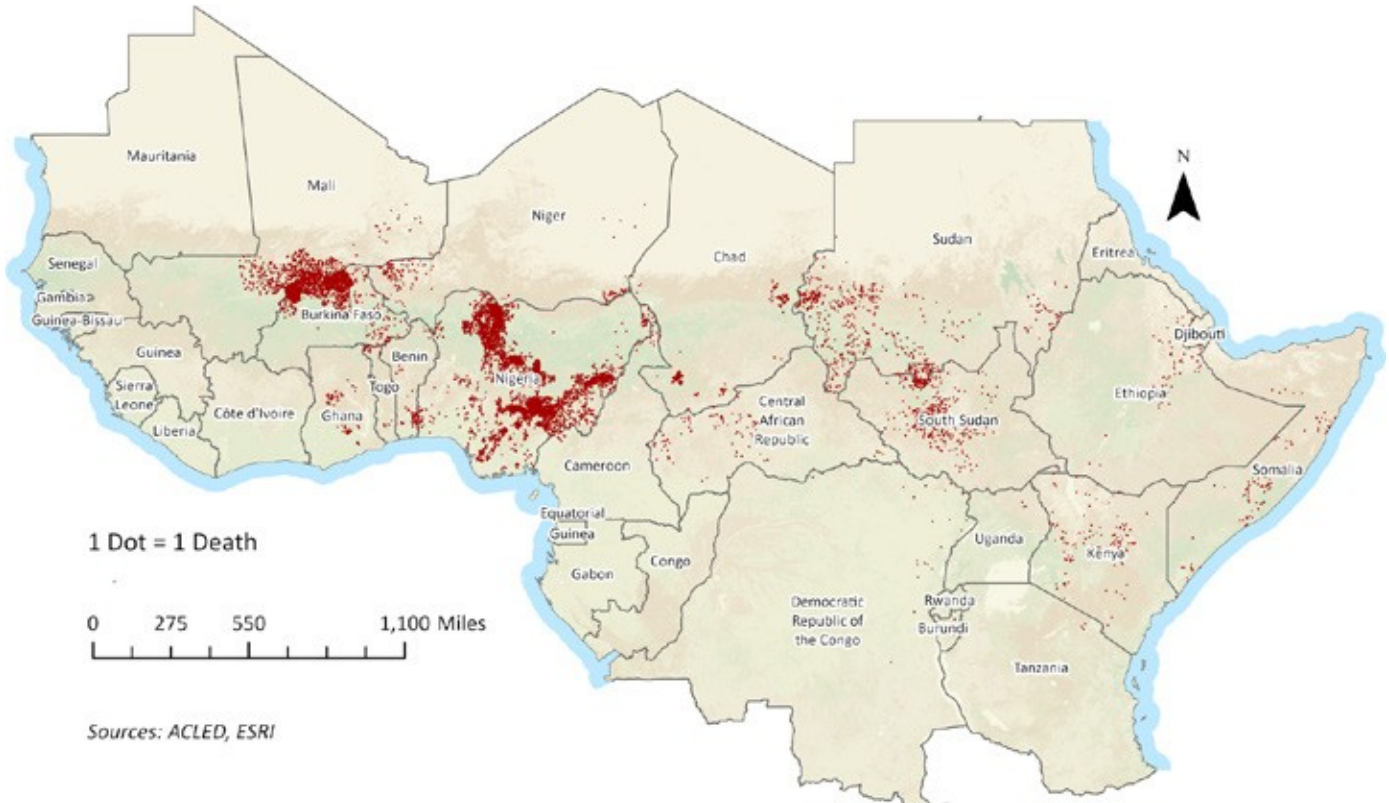 Mauritania
Mali
Niger
Chad
Sudan
Eritrea
N
Senegal
Gambia
Guinea-Bissau
Guinea
Sierra
Leone
Liberia
Côte d'Ivoire
Burkina Faso
Ghana
Togo
Benin
Nigeria
Cameroon
Central
African
Republic
South Sudan
Ethiopia
Djibouti
Somalia
Equatorial
Guinea
Gabon
Congo
Democratic
Republic of
the Congo
Uganda
Kenya
Rwanda
Burundi
Tanzania
1 Dot = 1 Death
0 275 550 1,100 Miles
Sources: ACLED, ESRI